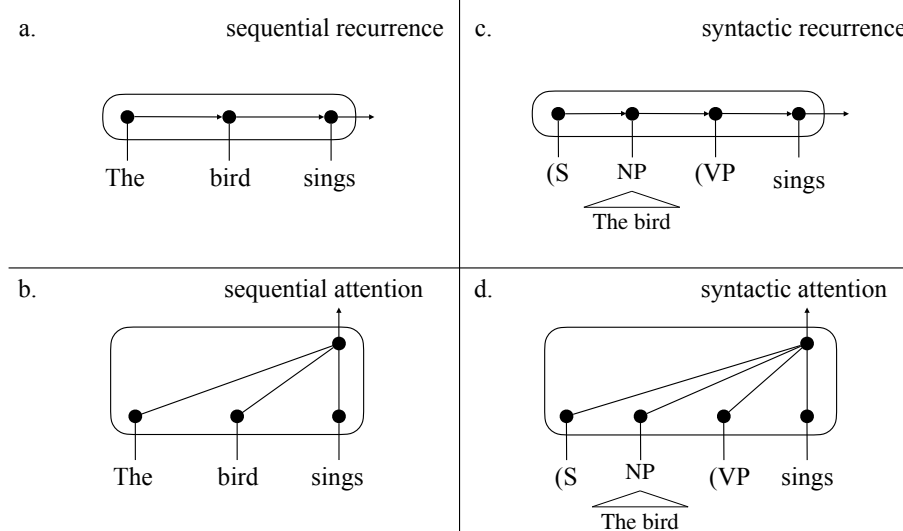 a.
sequential recurrence
The bird sings
c.
syntactic recurrence
(S NP (VP sings
The bird
b.
sequential attention
The bird sings
d.
syntactic attention
(S NP (VP sings
The bird